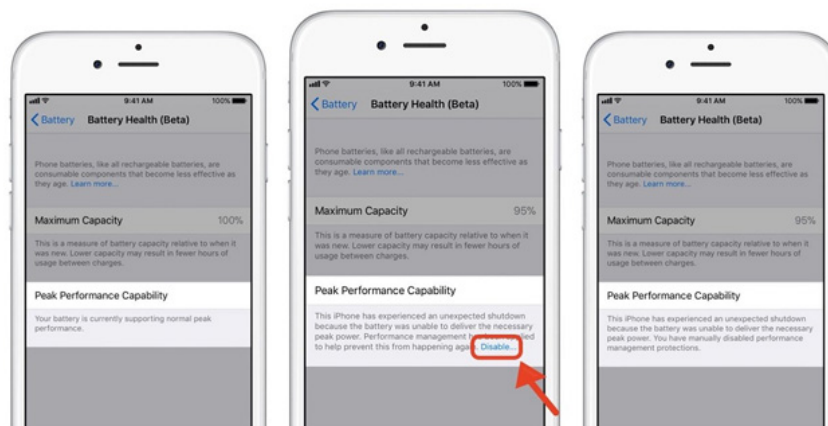 9:41 AM
100%
Battery
Battery Health (Beta)
Phone batteries, like all rechargeable batteries, are
consumable components that become less effective as
they age. Learn more...
Maximum Capacity
100%
This is a measure of battery capacity relative to when it
was new. Lower capacity may result in fewer hours of
usage between charges.
Peak Performance Capability
Your battery is currently supporting normal peak
performance.
9:41 AM
100%
Battery
Battery Health (Beta)
Phone batteries, like all rechargeable batteries, are
consumable components that become less effective as
they age. Learn more...
Maximum Capacity
95%
This is a measure of battery capacity relative to when it
was new. Lower capacity may result in fewer hours of
usage between charges.
Peak Performance Capability
This iPhone has experienced an unexpected shutdown
because the battery was unable to deliver the necessary
peak power. Performance management has been applied
to help prevent this from happening again. Disable...
9:41 AM
100%
Battery
Battery Health (Beta)
Phone batteries, like all rechargeable batteries, are
consumable components that become less effective as
they age. Learn more...
Maximum Capacity
95%
This is a measure of battery capacity relative to when it
was new. Lower capacity may result in fewer hours of
usage between charges.
Peak Performance Capability
This iPhone has experienced an unexpected shutdown
because the battery was unable to deliver the necessary
peak power. You have manually disabled performance
management protections.